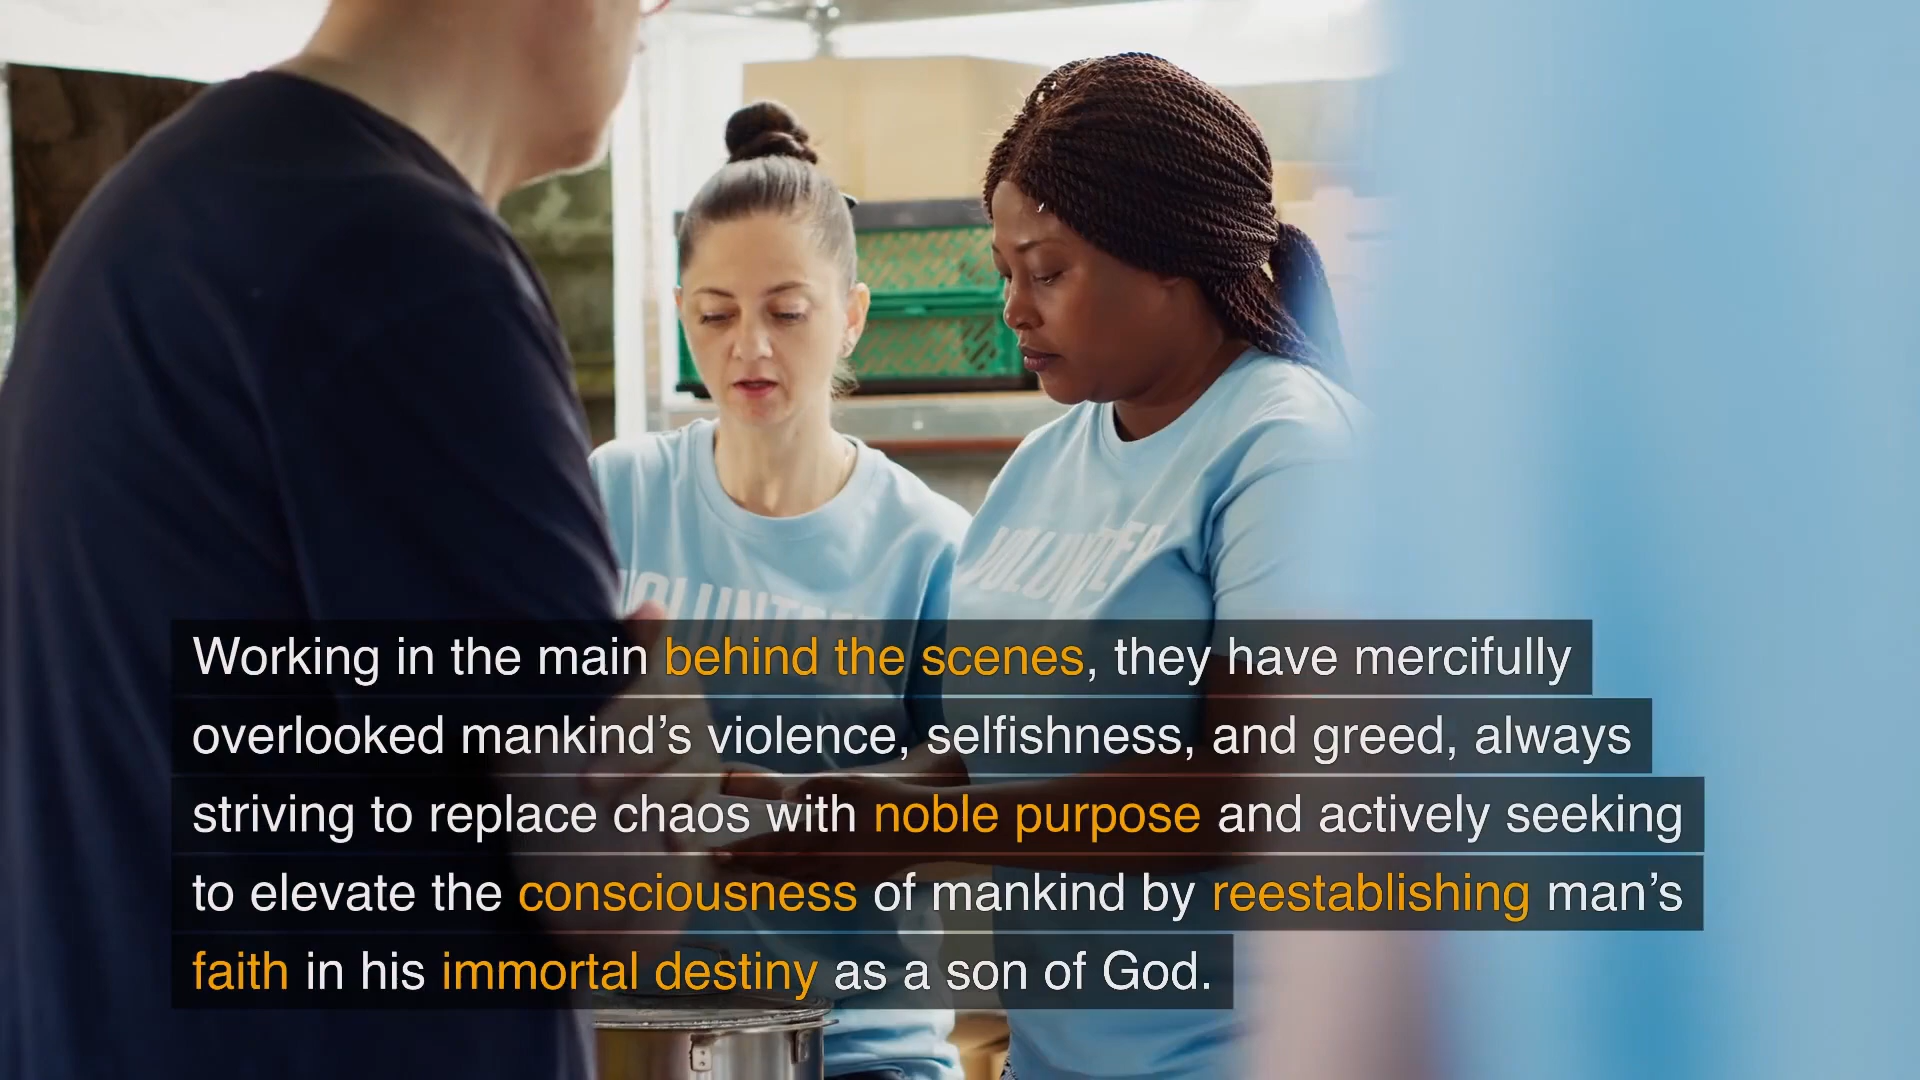 VOLUNTEER
VOLUNTEER
Working in the main behind the scenes, they have mercifully
overlooked mankind’s violence, selfishness, and greed, always
striving to replace chaos with noble purpose and actively seeking
to elevate the consciousness of mankind by reestablishing man’s
faith in his immortal destiny as a son of God.